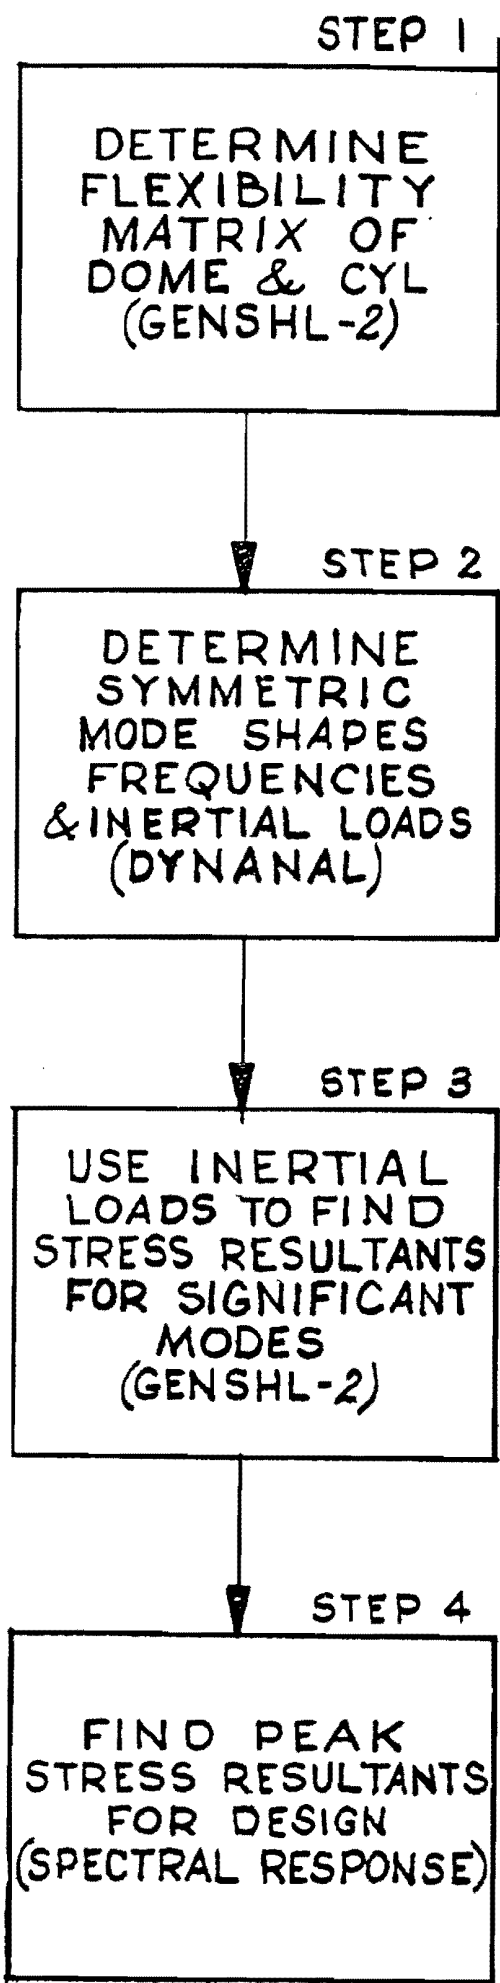 STEP 1
DETERMINE
FLEXIBILITY
MATRIX OF
DOME & CYL
(GENSHL-2)
STEP 2
DETERMINE
SYMMETRIC
MODE SHAPES
FREQUENCIES
& INERTIAL LOADS
(DYNANAL)
STEP 3
USE INERTIAL
LOADS TO FIND
STRESS RESULTANTS
FOR SIGNIFICANT
MODES
(GENSHL-2)
STEP 4
FIND PEAK
STRESS RESULTANTS
FOR DESIGN
(SPECTRAL RESPONSE)